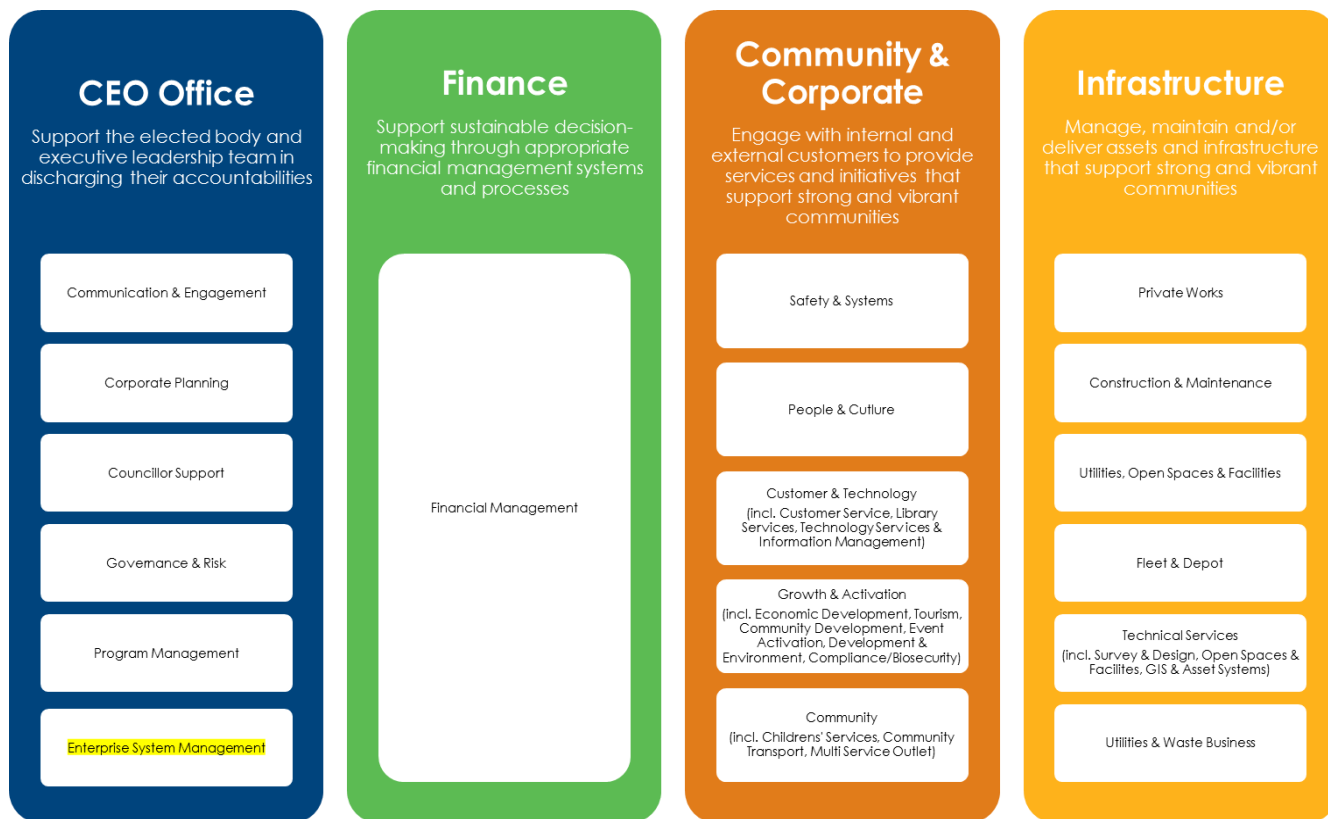 CEO Office
Support the elected body and
executive leadership team in
discharging their accountabilities
Communication & Engagement
Corporate Planning
Councillor Support
Governance & Risk
Program Management
Enterprise System Management
Finance
Support sustainable decision-
making through appropriate
financial management systems
and processes
Financial Management
Community &
Corporate
Engage with internal and
external customers to provide
services and initiatives that
support strong and vibrant
communities
Safety & Systems
People & Cutlure
Customer & Technology
(incl. Customer Service, Library
Services, Technology Services &
Information Management)
Growth & Activation
(incl. Economic Development, Tourism,
Community Development, Event
Activation, Development &
Environment, Compliance/Biosecurity)
Community
(incl. Childrens' Services, Community
Transport, Multi Service Outlet)
Infrastructure
Manage, maintain and/or
deliver assets and infrastructure
that support strong and vibrant
communities
Private Works
Construction & Maintenance
Utilities, Open Spaces & Facilities
Fleet & Depot
Technical Services
(incl. Survey & Design, Open Spaces &
Facilites, GIS & Asset Systems)
Utilities & Waste Business